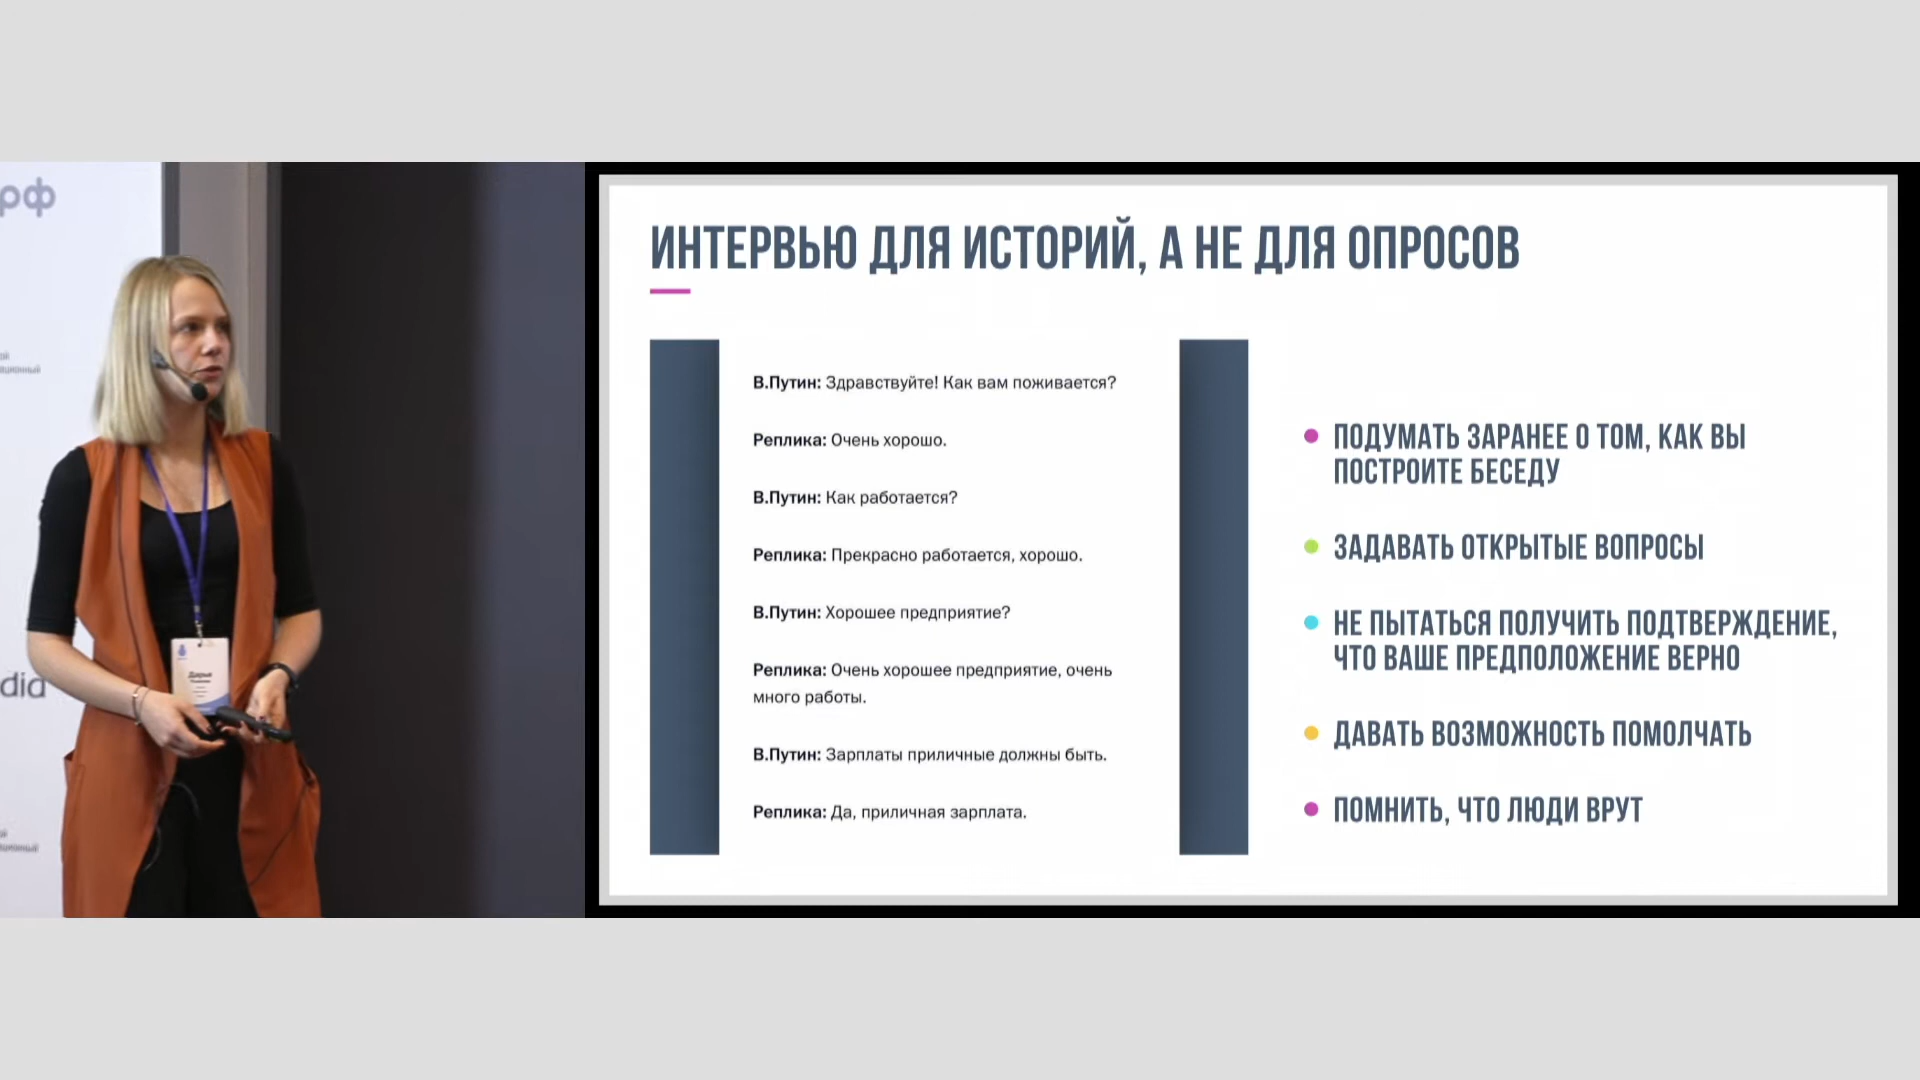 рф
dia
Дарья
ИНТЕРВЬЮ ДЛЯ ИСТОРИЙ, А НЕ ДЛЯ ОПРОСОВ
В.Путин: Здравствуйте! Как вам поживается?
Реплика: Очень хорошо.
В.Путин: Как работается?
Реплика: Прекрасно работается, хорошо.
В.Путин: Хорошее предприятие?
Реплика: Очень хорошее предприятие, очень
много работы.
В.Путин: Зарплаты приличные должны быть.
Реплика: Да, приличная зарплата.
ПОДУМАТЬ ЗАРАНЕЕ О ТОМ, КАК ВЫ
ПОСТРОИТЕ БЕСЕДУ
ЗАДАВАТЬ ОТКРЫТЫЕ ВОПРОСЫ
НЕ ПЫТАТЬСЯ ПОЛУЧИТЬ ПОДТВЕРЖДЕНИЕ,
ЧТО ВАШЕ ПРЕДПОЛОЖЕНИЕ ВЕРНО
ДАВАТЬ ВОЗМОЖНОСТЬ ПОМОЛЧАТЬ
ПОМНИТЬ, ЧТО ЛЮДИ ВРУТ